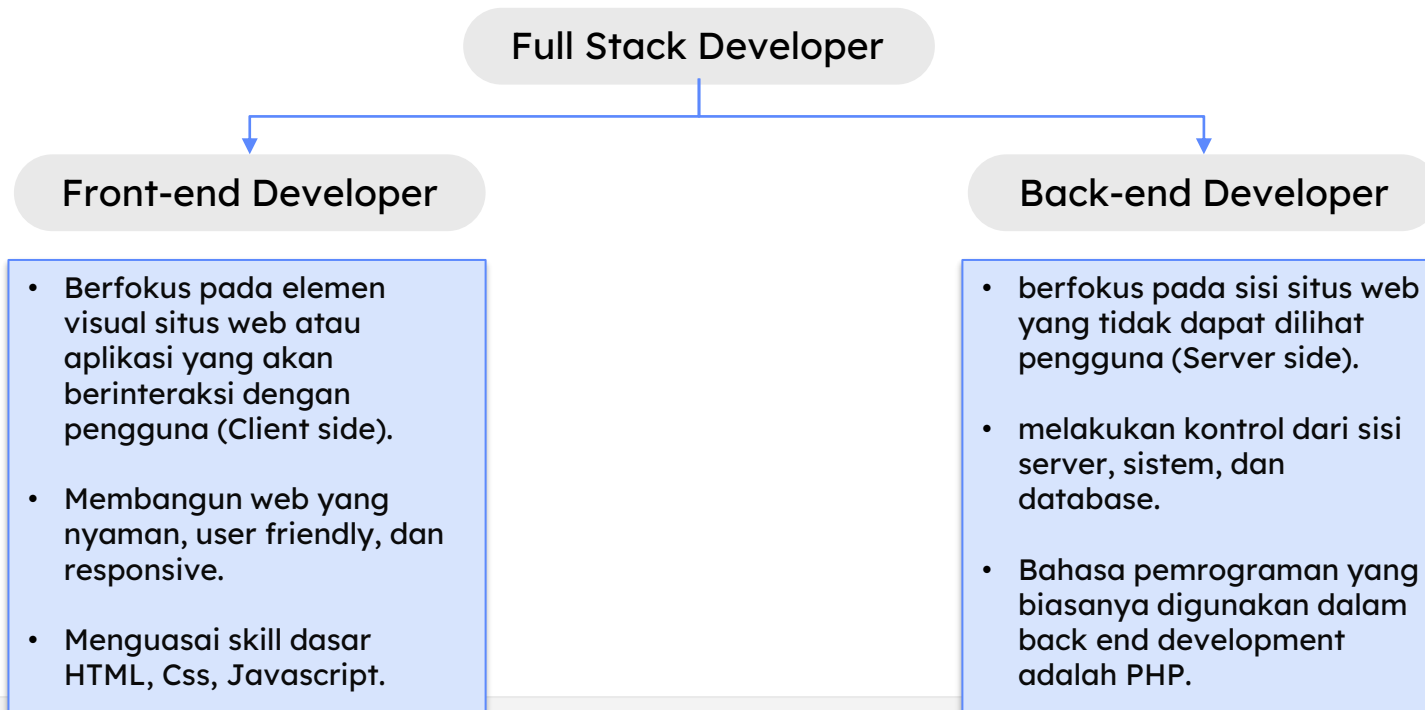 Full Stack Developer
Front-end Developer
• Berfokus pada elemen
visual situs web atau
aplikasi yang akan
berinteraksi dengan
pengguna (Client side).
• Membangun web yang
nyaman, user friendly, dan
responsive.
• Menguasai skill dasar
HTML, Css, Javascript.
Back-end Developer
• berfokus pada sisi situs web
yang tidak dapat dilihat
pengguna (Server side).
• melakukan kontrol dari sisi
server, sistem, dan
database.
• Bahasa pemrograman yang
biasanya digunakan dalam
back end development
adalah PHP.